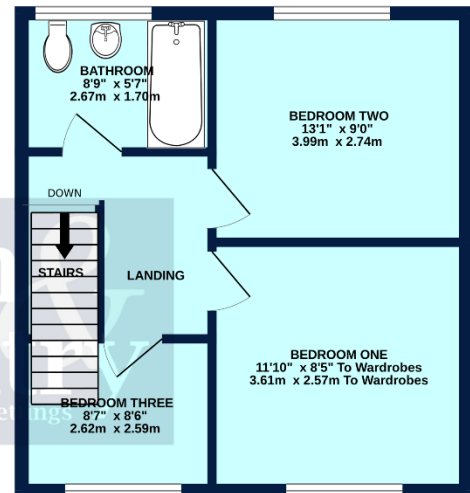 BATHROOM
8'9" x 5'7"
2.67m x 1.70m
BEDROOM TWO
13'1" x 9'0"
3.99m x 2.74m
DOWN
STAIRS
LANDING
BEDROOM ONE
11'10" x 8'5" To Wardrobes
3.61m x 2.57m To Wardrobes
BEDROOM THREE
8'7" x 8'6"
2.62m x 2.59m